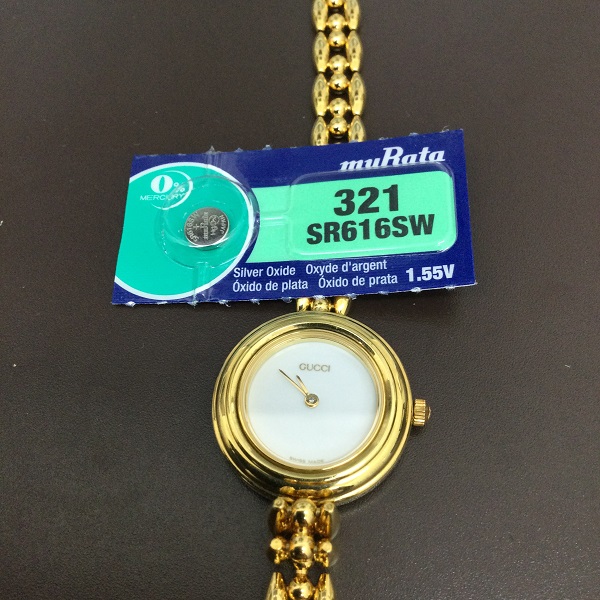 muRata
0%
MERCURY
321
SR616SW
Silver Oxide Oxyde d'argent
Óxido de plata Óxido de prata 1.55V
GUCCI